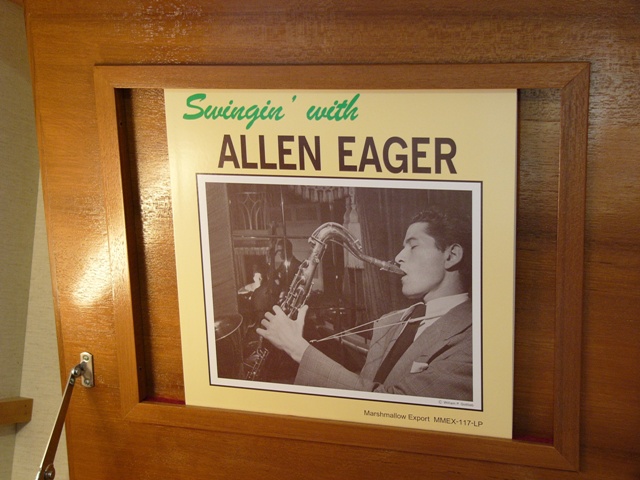 Swingin' with
ALLEN EAGER
Marshmallow Export MMEX-117-LP